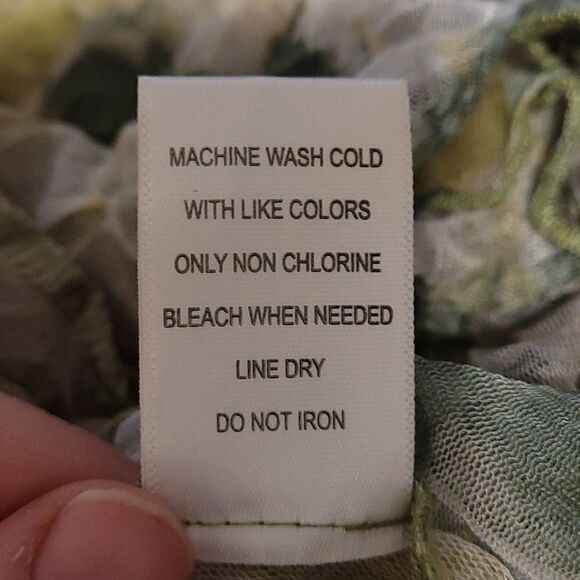 MACHINE WASH COLD
WITH LIKE COLORS
ONLY NON CHLORINE
BLEACH WHEN NEEDED
LINE DRY
DO NOT IRON